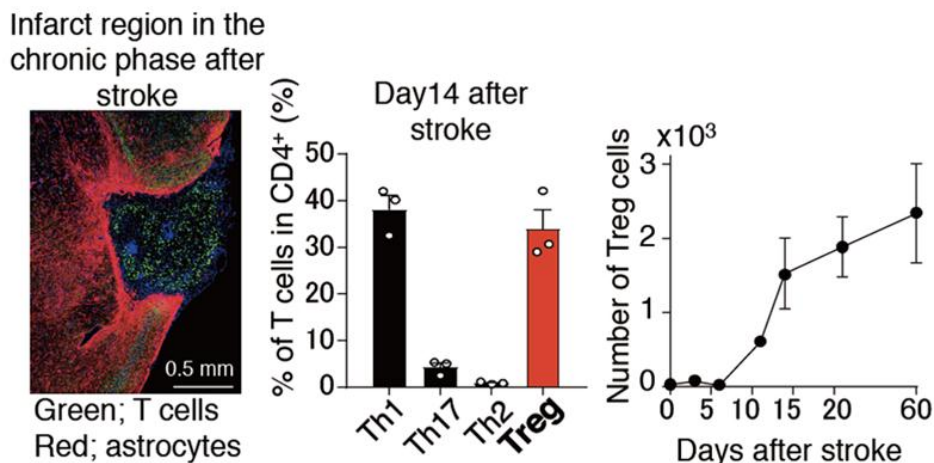 Infarct region in the
chronic phase after
stroke
0.5 mm
Green; T cells
Red; astrocytes
Day14 after
stroke
% of T cells in CD4⁺ (%)
50
40
30
20
10
0
Th1
Th17
Th2
Treg
x10³
Number of Treg cells
3
2
1
0
0 5 10 15 20 60
Days after stroke